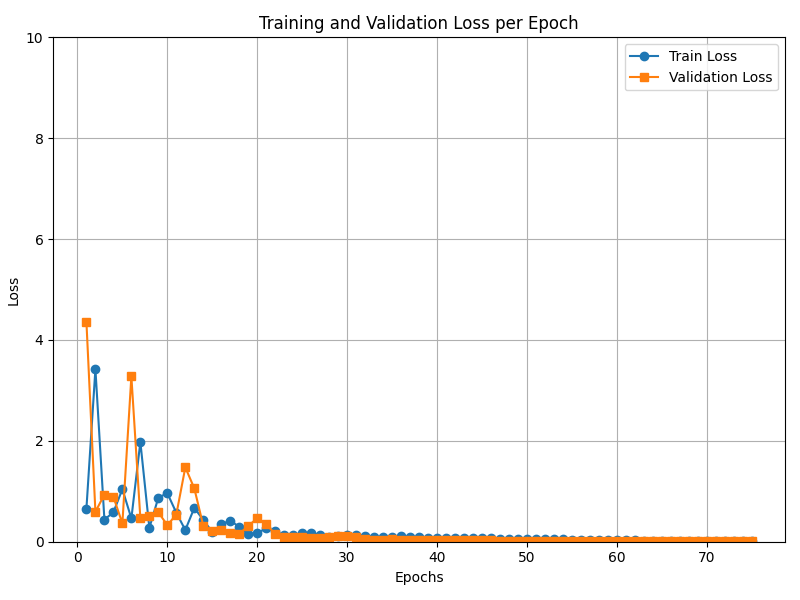 Training and Validation Loss per Epoch
10
8
6
4
2
0
Loss
Train Loss
Validation Loss
0 10 20 30 40 50 60 70
Epochs